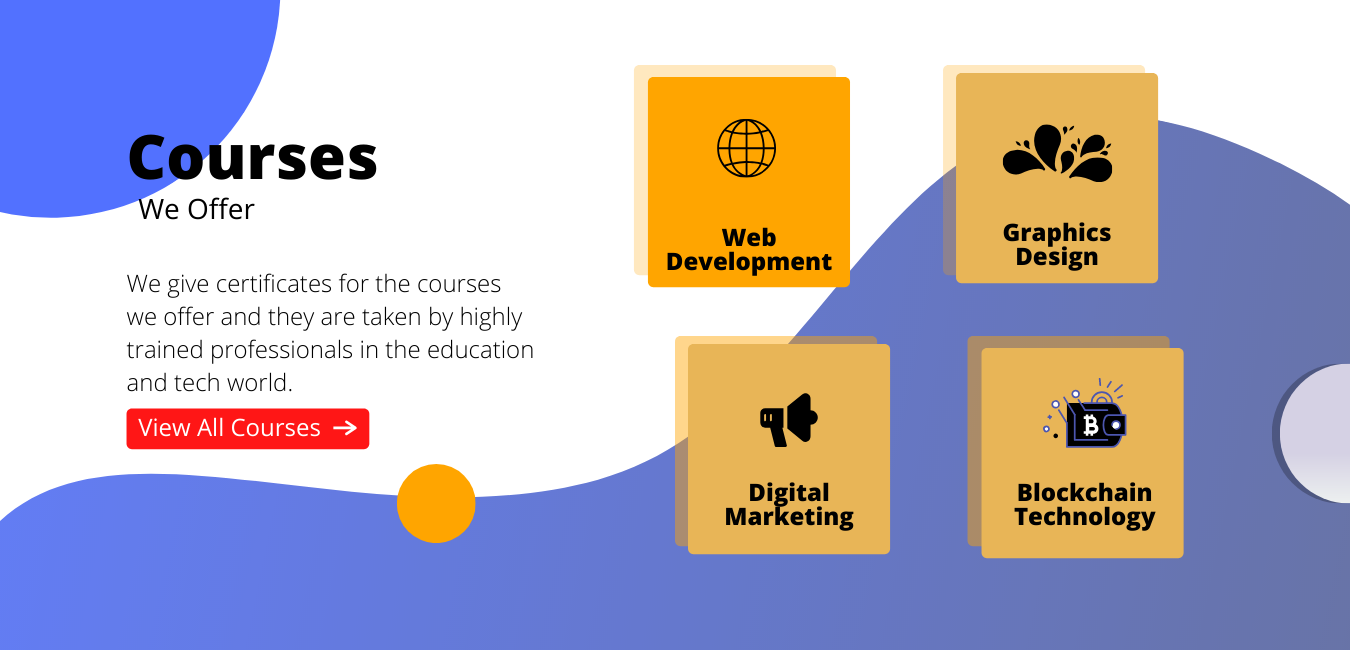 Courses
We Offer
We give certificates for the courses
we offer and they are taken by highly
trained professionals in the education
and tech world.
View All Courses
Web
Development
Graphics
Design
Digital
Marketing
Blockchain
Technology